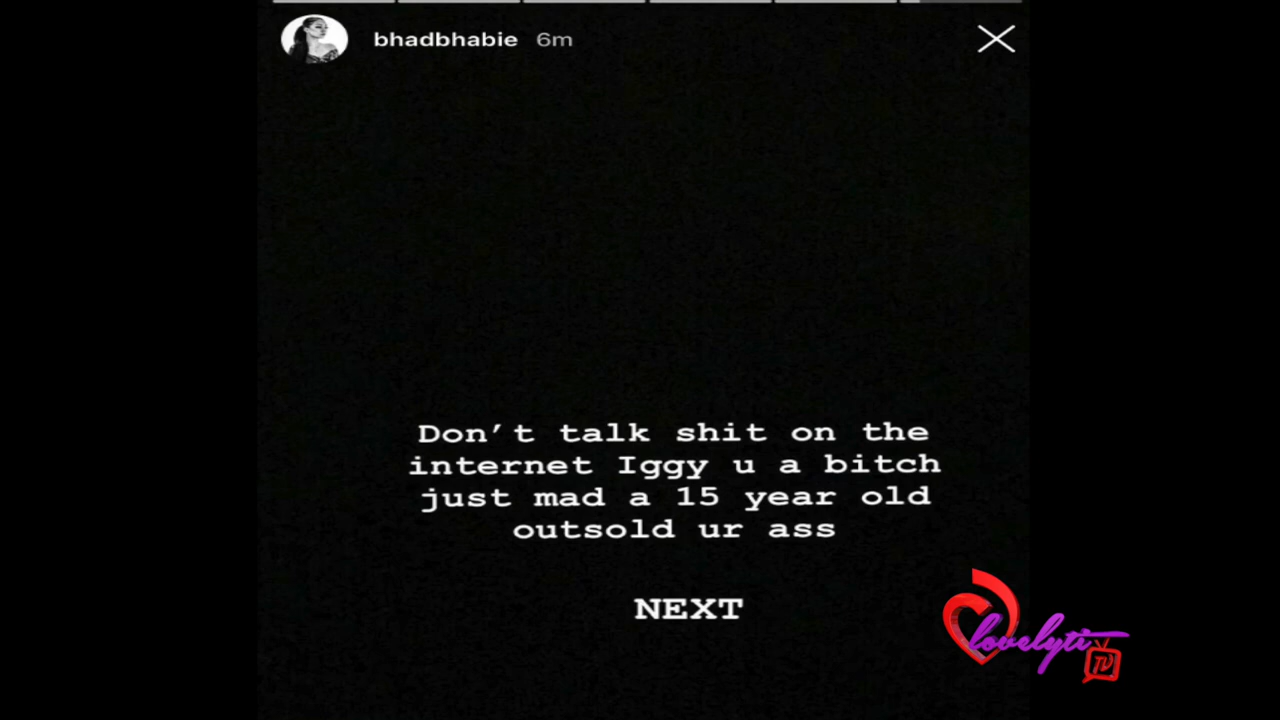 bhadbhabie 6m
Don’t talk shit on the
internet Iggy u a bitch
just mad a 15 year old
outsold ur ass
NEXT
lovelyti
TV